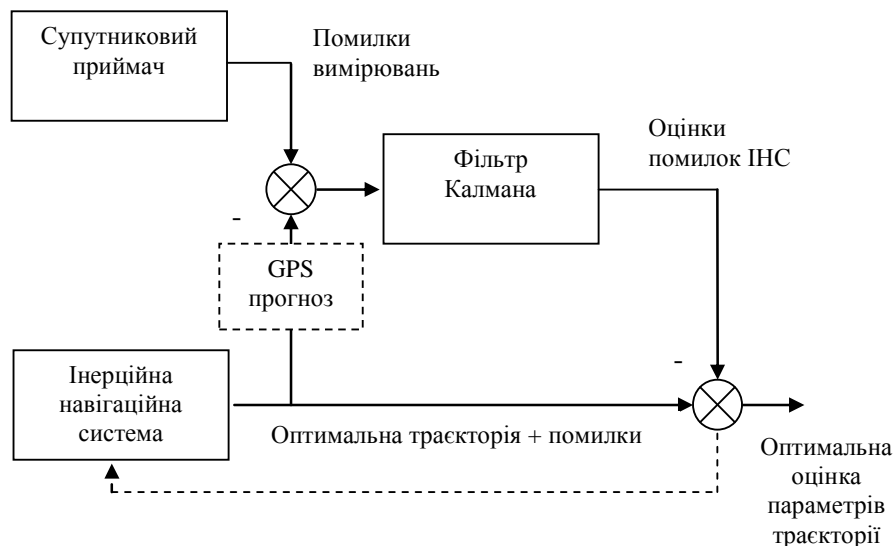 Супутниковий
приймач
Помилки
вимірювань
Фільтр
Калмана
Оцінки
помилок ІНС
-
GPS
прогноз
-
Інерційна
навігаційна
система
Оптимальна траєкторія + помилки
Оптимальна
оцінка
параметрів
траєкторії